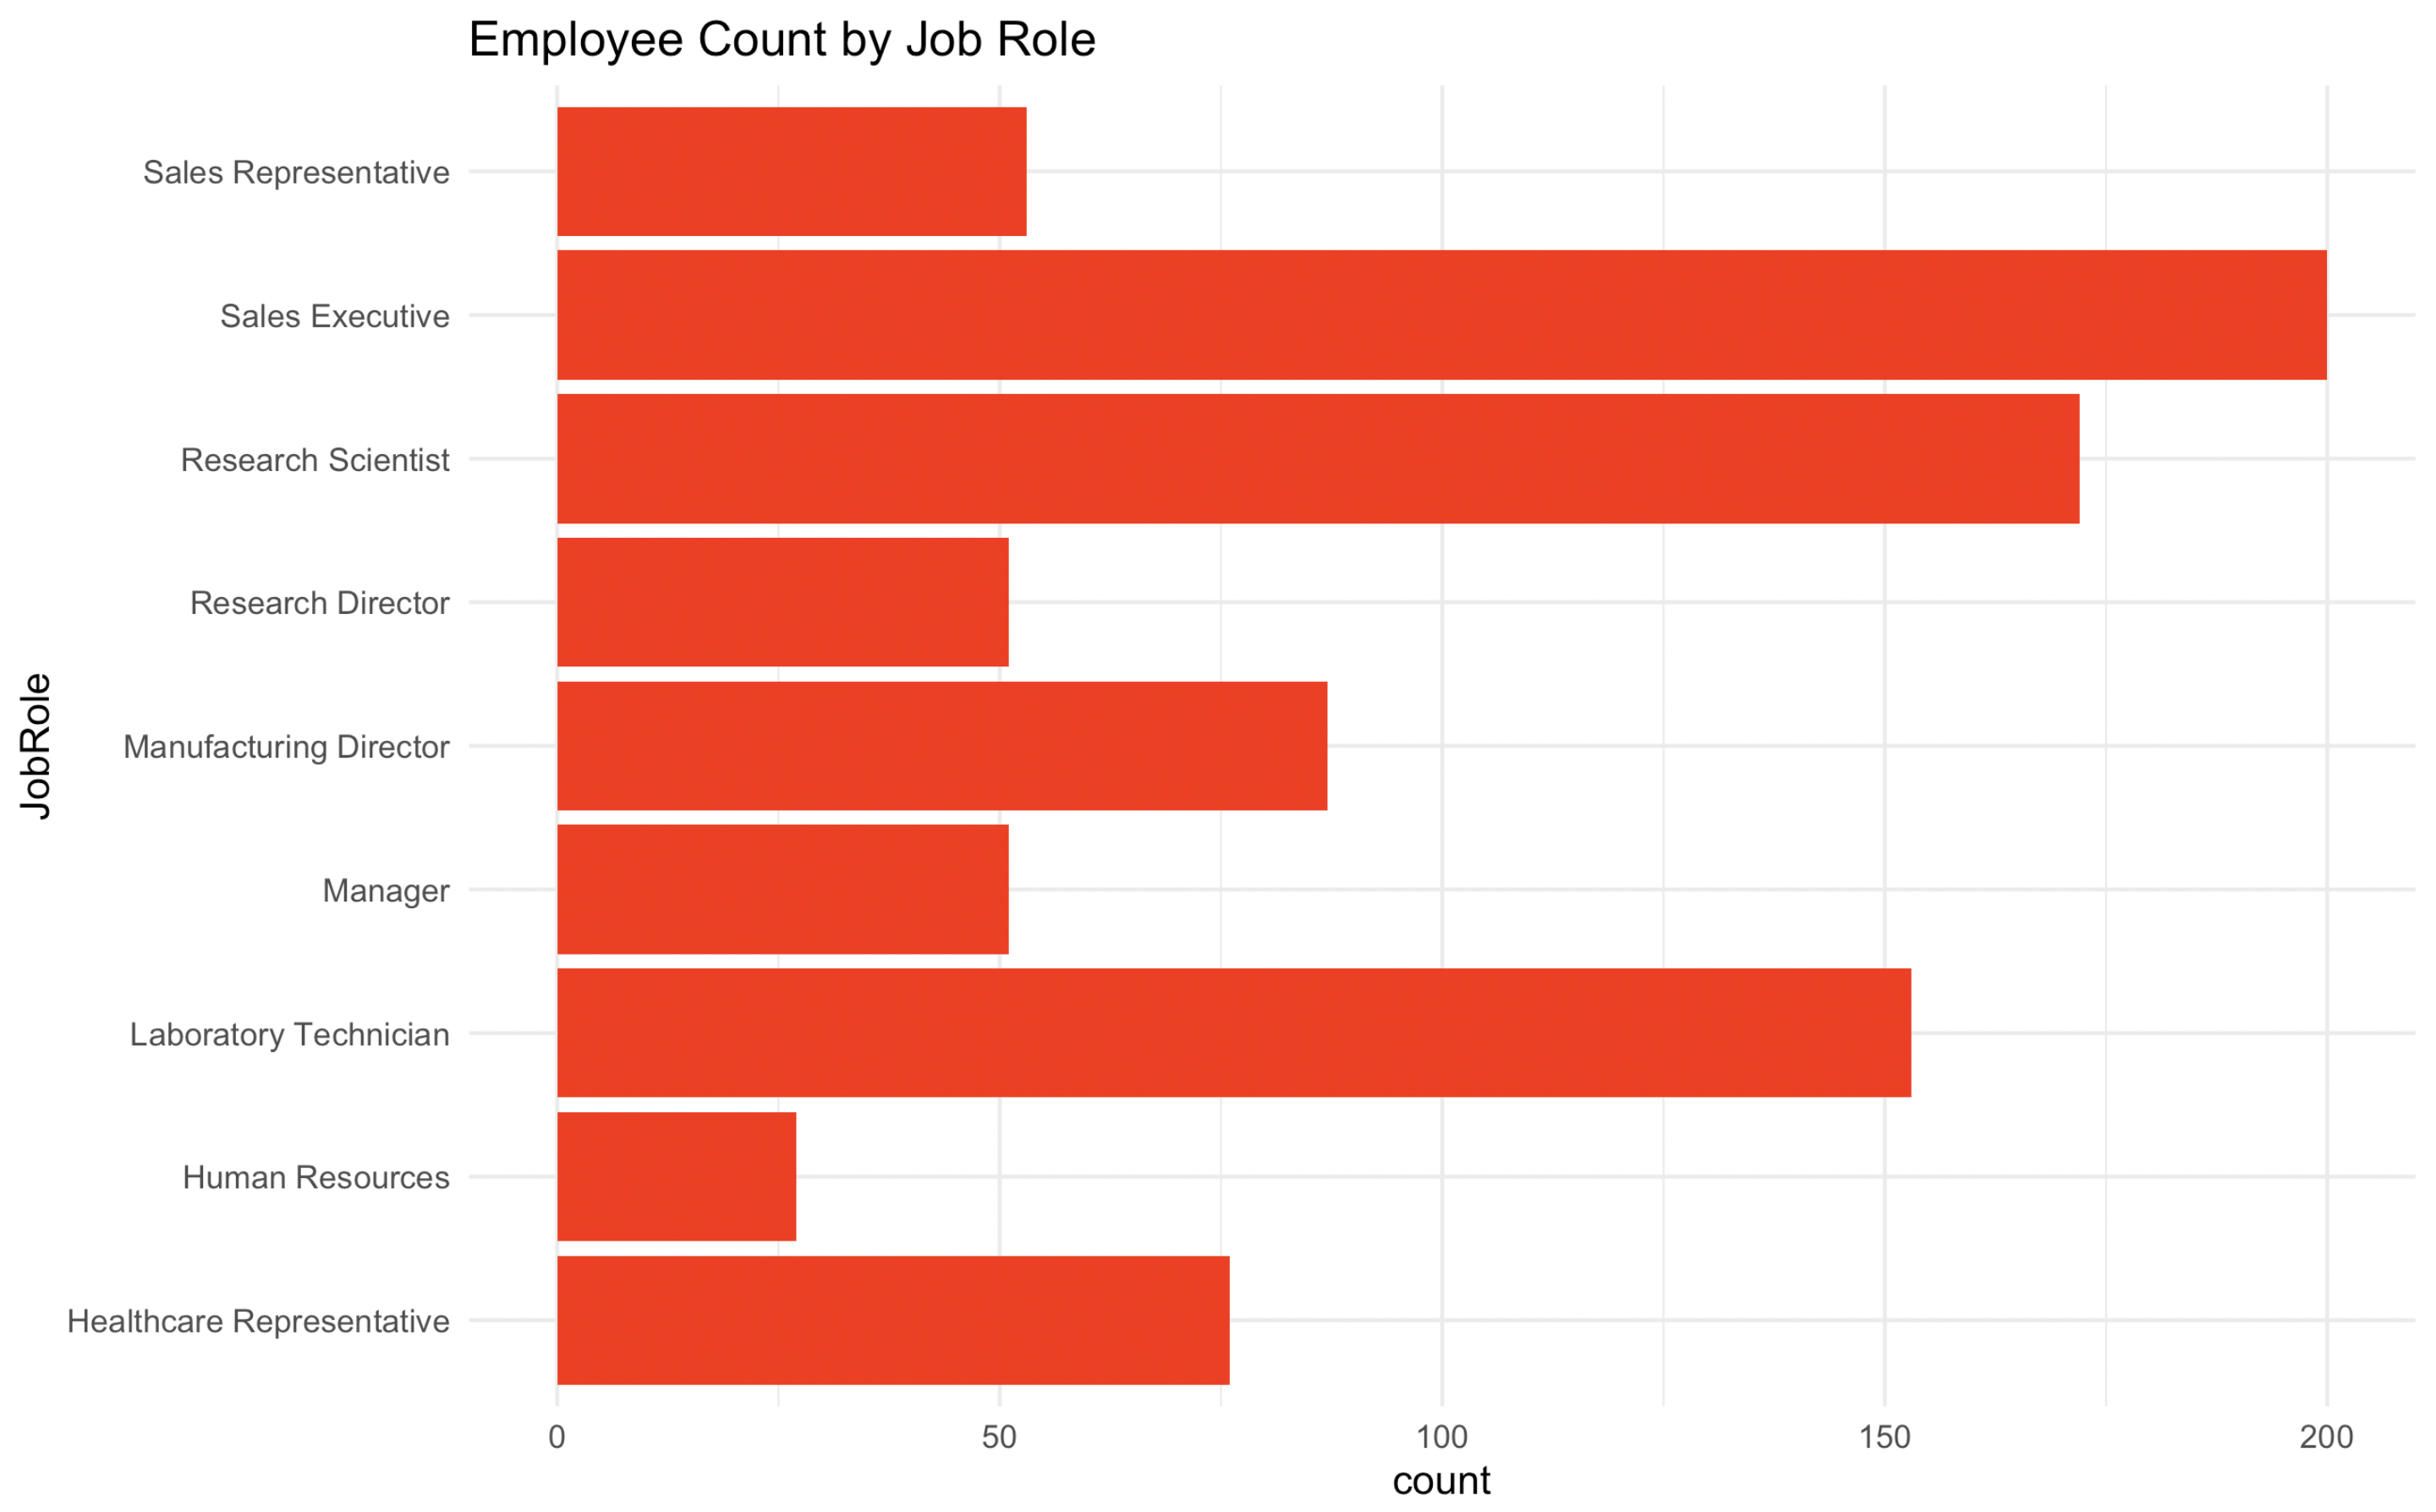 Employee Count by Job Role
JobRole
Sales Representative
Sales Executive
Research Scientist
Research Director
Manufacturing Director
Manager
Laboratory Technician
Human Resources
Healthcare Representative
0 50 100 150 200
count